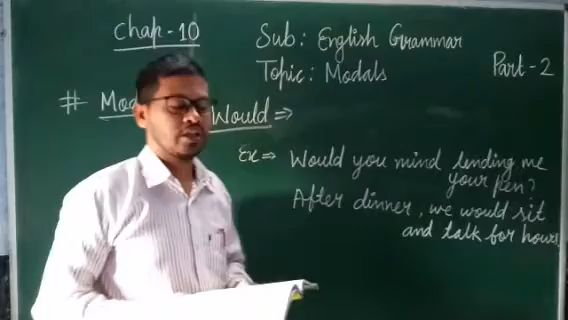 Chap - 10
Sub : English Grammar
Topic : Modals
Part - 2
# Would ⇒
Ex ⇒ Would you mind lending me
your pen?
After dinner, we would sit
and talk for hours